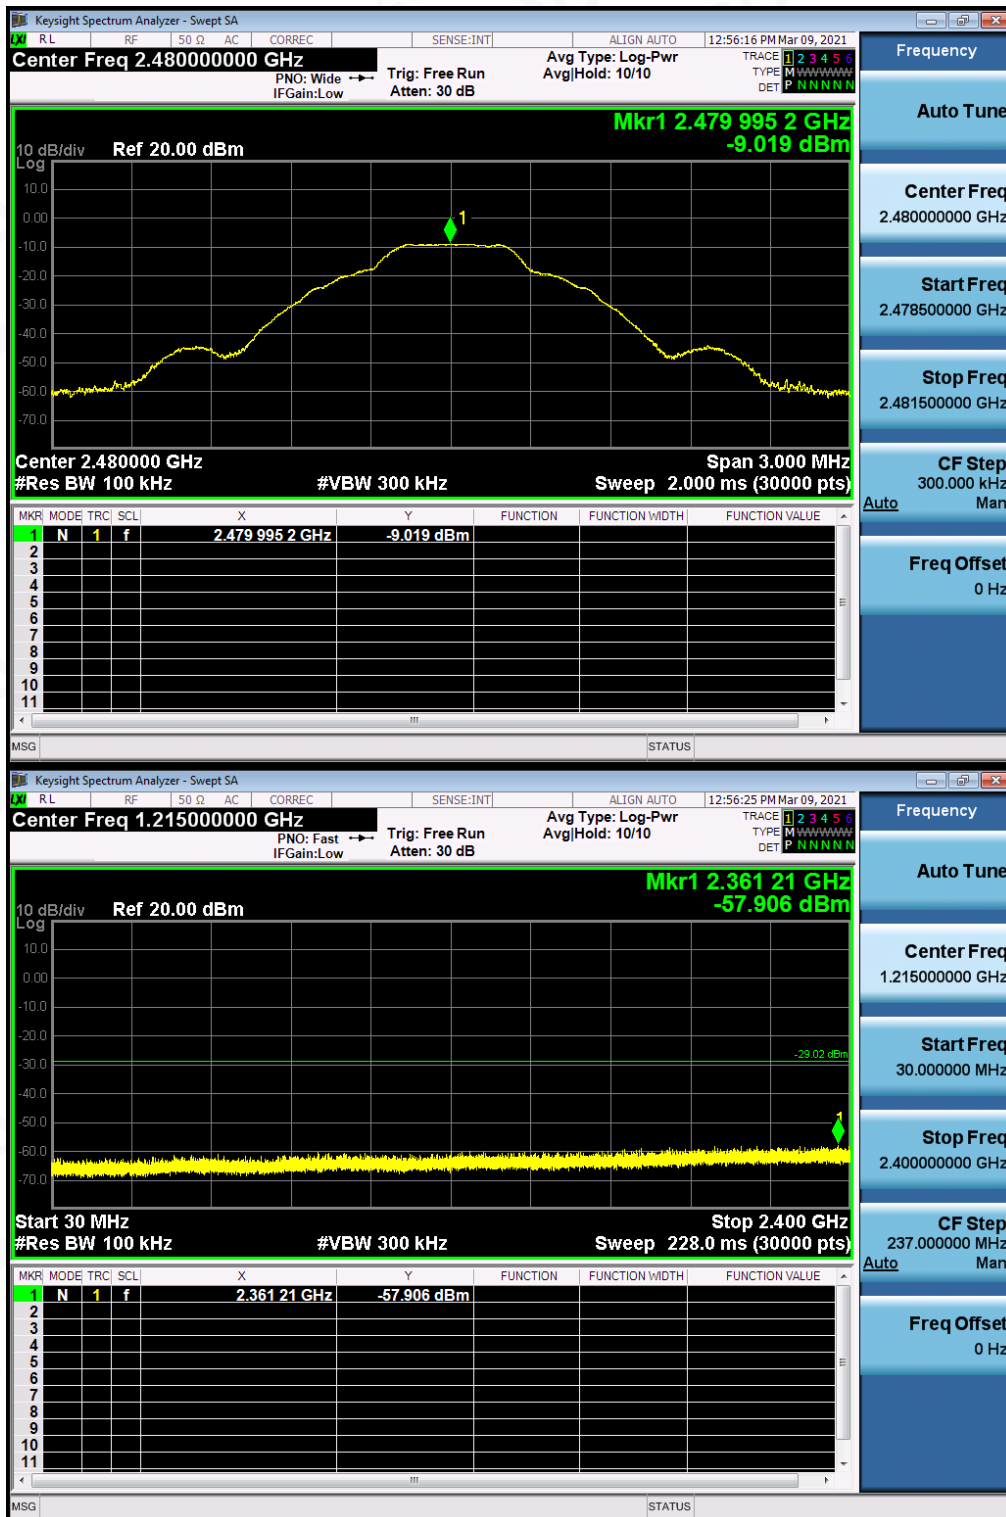 Keysight Spectrum Analyzer - Swept SA
LXI RL RF 50 Ω AC CORREC SENSE:INT ALIGN AUTO 12:56:16 PM Mar 09, 2021
Center Freq 2.480000000 GHz
PNO: Wide
IFGain:Low
Trig: Free Run
Atten: 30 dB
Avg Type: Log-Pwr
Avg|Hold: 10/10
TRACE 1 2 3 4 5 6
TYPE M WWWWW
DET P N N N N N
Mkr1 2.479 995 2 GHz
-9.019 dBm
10 dB/div Ref 20.00 dBm
Log
10.0
0.00
-10.0
-20.0
-30.0
-40.0
-50.0
-60.0
-70.0
1
Center 2.480000 GHz Span 3.000 MHz
#Res BW 100 kHz #VBW 300 kHz Sweep 2.000 ms (30000 pts)
MKR MODE TRC SCL X Y FUNCTION FUNCTION WIDTH FUNCTION VALUE
1 N 1 f 2.479 995 2 GHz -9.019 dBm
2
3
4
5
6
7
8
9
10
11
MSG STATUS
Frequency
Auto Tune
Center Freq
2.480000000 GHz
Start Freq
2.478500000 GHz
Stop Freq
2.481500000 GHz
CF Step
300.000 kHz
Auto Man
Freq Offset
0 Hz
Keysight Spectrum Analyzer - Swept SA
LXI RL RF 50 Ω AC CORREC SENSE:INT ALIGN AUTO 12:56:25 PM Mar 09, 2021
Center Freq 1.215000000 GHz
PNO: Fast
IFGain:Low
Trig: Free Run
Atten: 30 dB
Avg Type: Log-Pwr
Avg|Hold: 10/10
TRACE 1 2 3 4 5 6
TYPE M WWWWW
DET P N N N N N
Mkr1 2.361 21 GHz
-57.906 dBm
10 dB/div Ref 20.00 dBm
Log
10.0
0.00
-10.0
-20.0
-30.0
-40.0
-50.0
-60.0
-70.0
-29.02 dBm
1
Start 30 MHz Stop 2.400 GHz
#Res BW 100 kHz #VBW 300 kHz Sweep 228.0 ms (30000 pts)
MKR MODE TRC SCL X Y FUNCTION FUNCTION WIDTH FUNCTION VALUE
1 N 1 f 2.361 21 GHz -57.906 dBm
2
3
4
5
6
7
8
9
10
11
MSG STATUS
Frequency
Auto Tune
Center Freq
1.215000000 GHz
Start Freq
30.000000 MHz
Stop Freq
2.400000000 GHz
CF Step
237.000000 MHz
Auto Man
Freq Offset
0 Hz